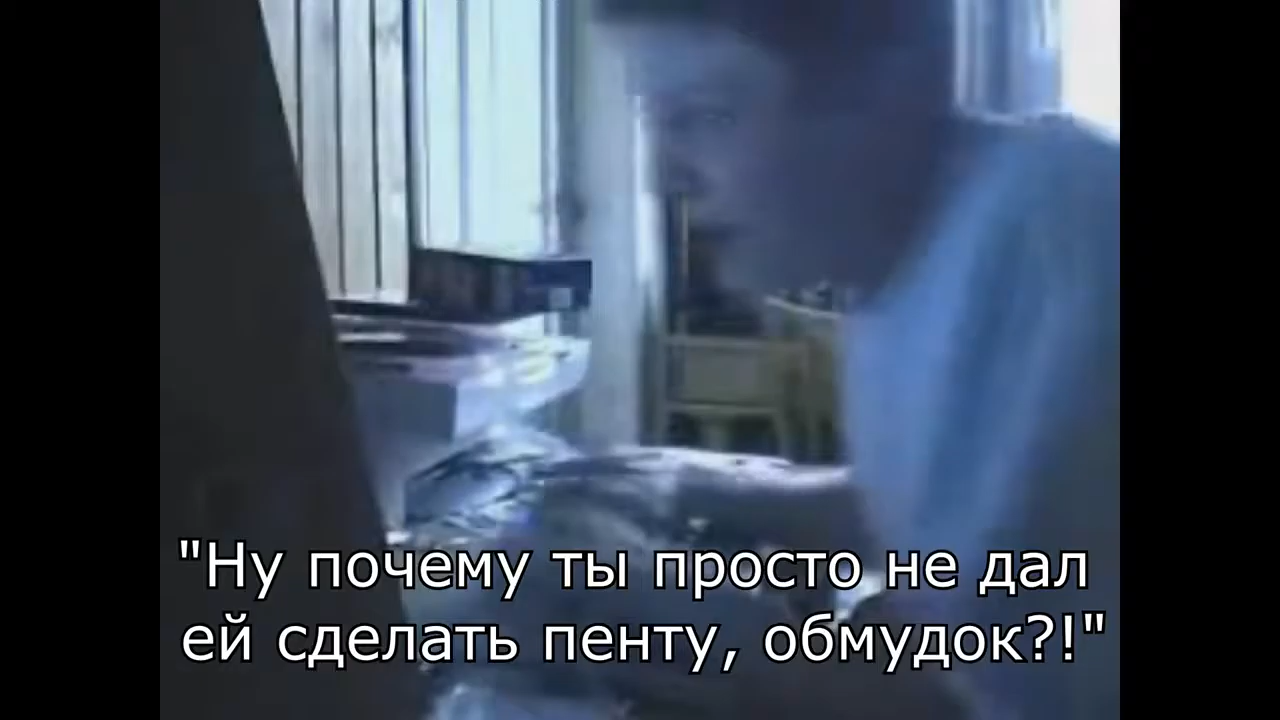 "Ну почему ты просто не дал
ей сделать пенту, обмудок?!"